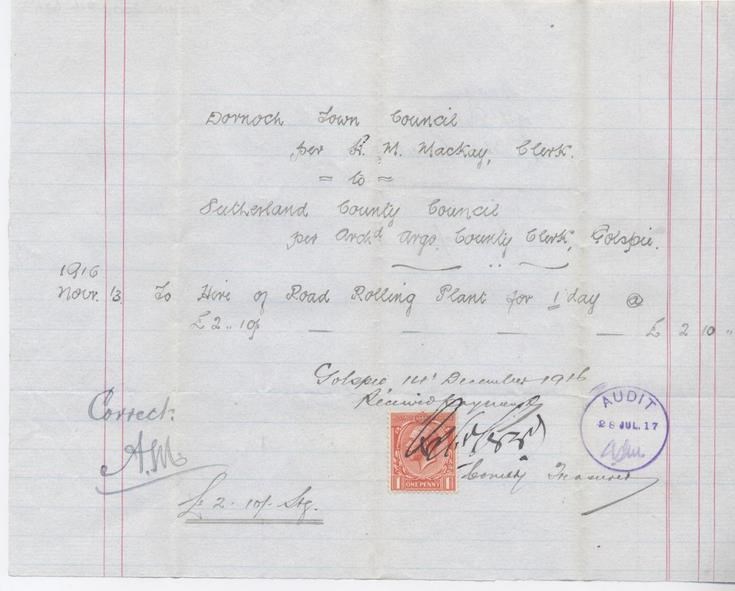 Dornoch Town Council
per H. M. Mackay, Clerk.
= to =
Sutherland County Council
per Archd Argo, County Clerk, Golspie.
1916
Novr. 13 To Hire of Road Rolling Plant for 1 day @
£2..10/- — — — — £ 2 10 "
Golspie, 14th December 1916
Received payment
Correct.
A.M.
AUDIT
28 JUL. 17
ONE PENNY
1 1
County Treasurer
£2-10/- Stg.